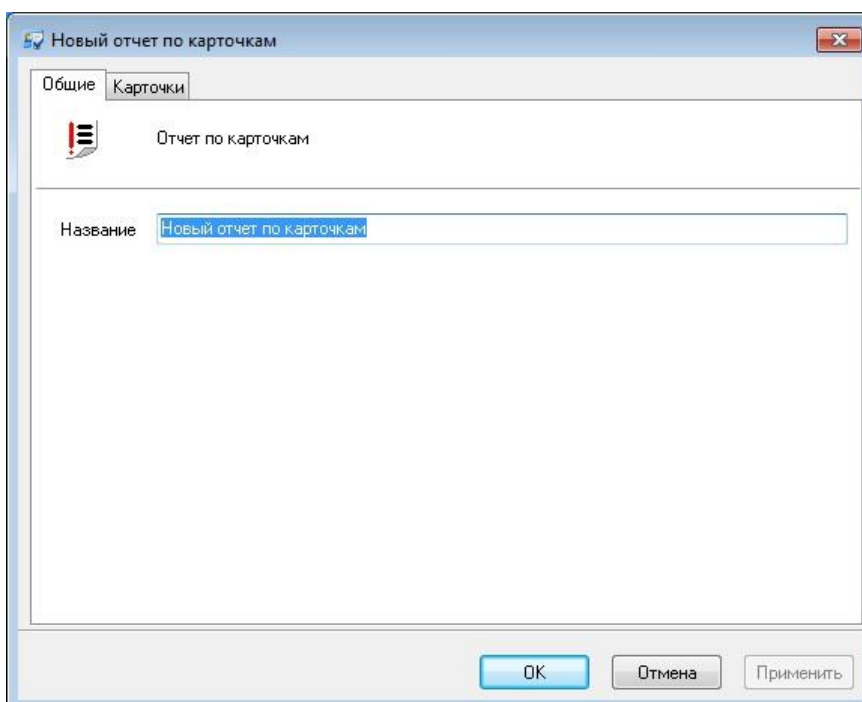 Новый отчет по карточкам
Общие Карточки
Отчет по карточкам
Название Новый отчет по карточкам
OK Отмена Применить